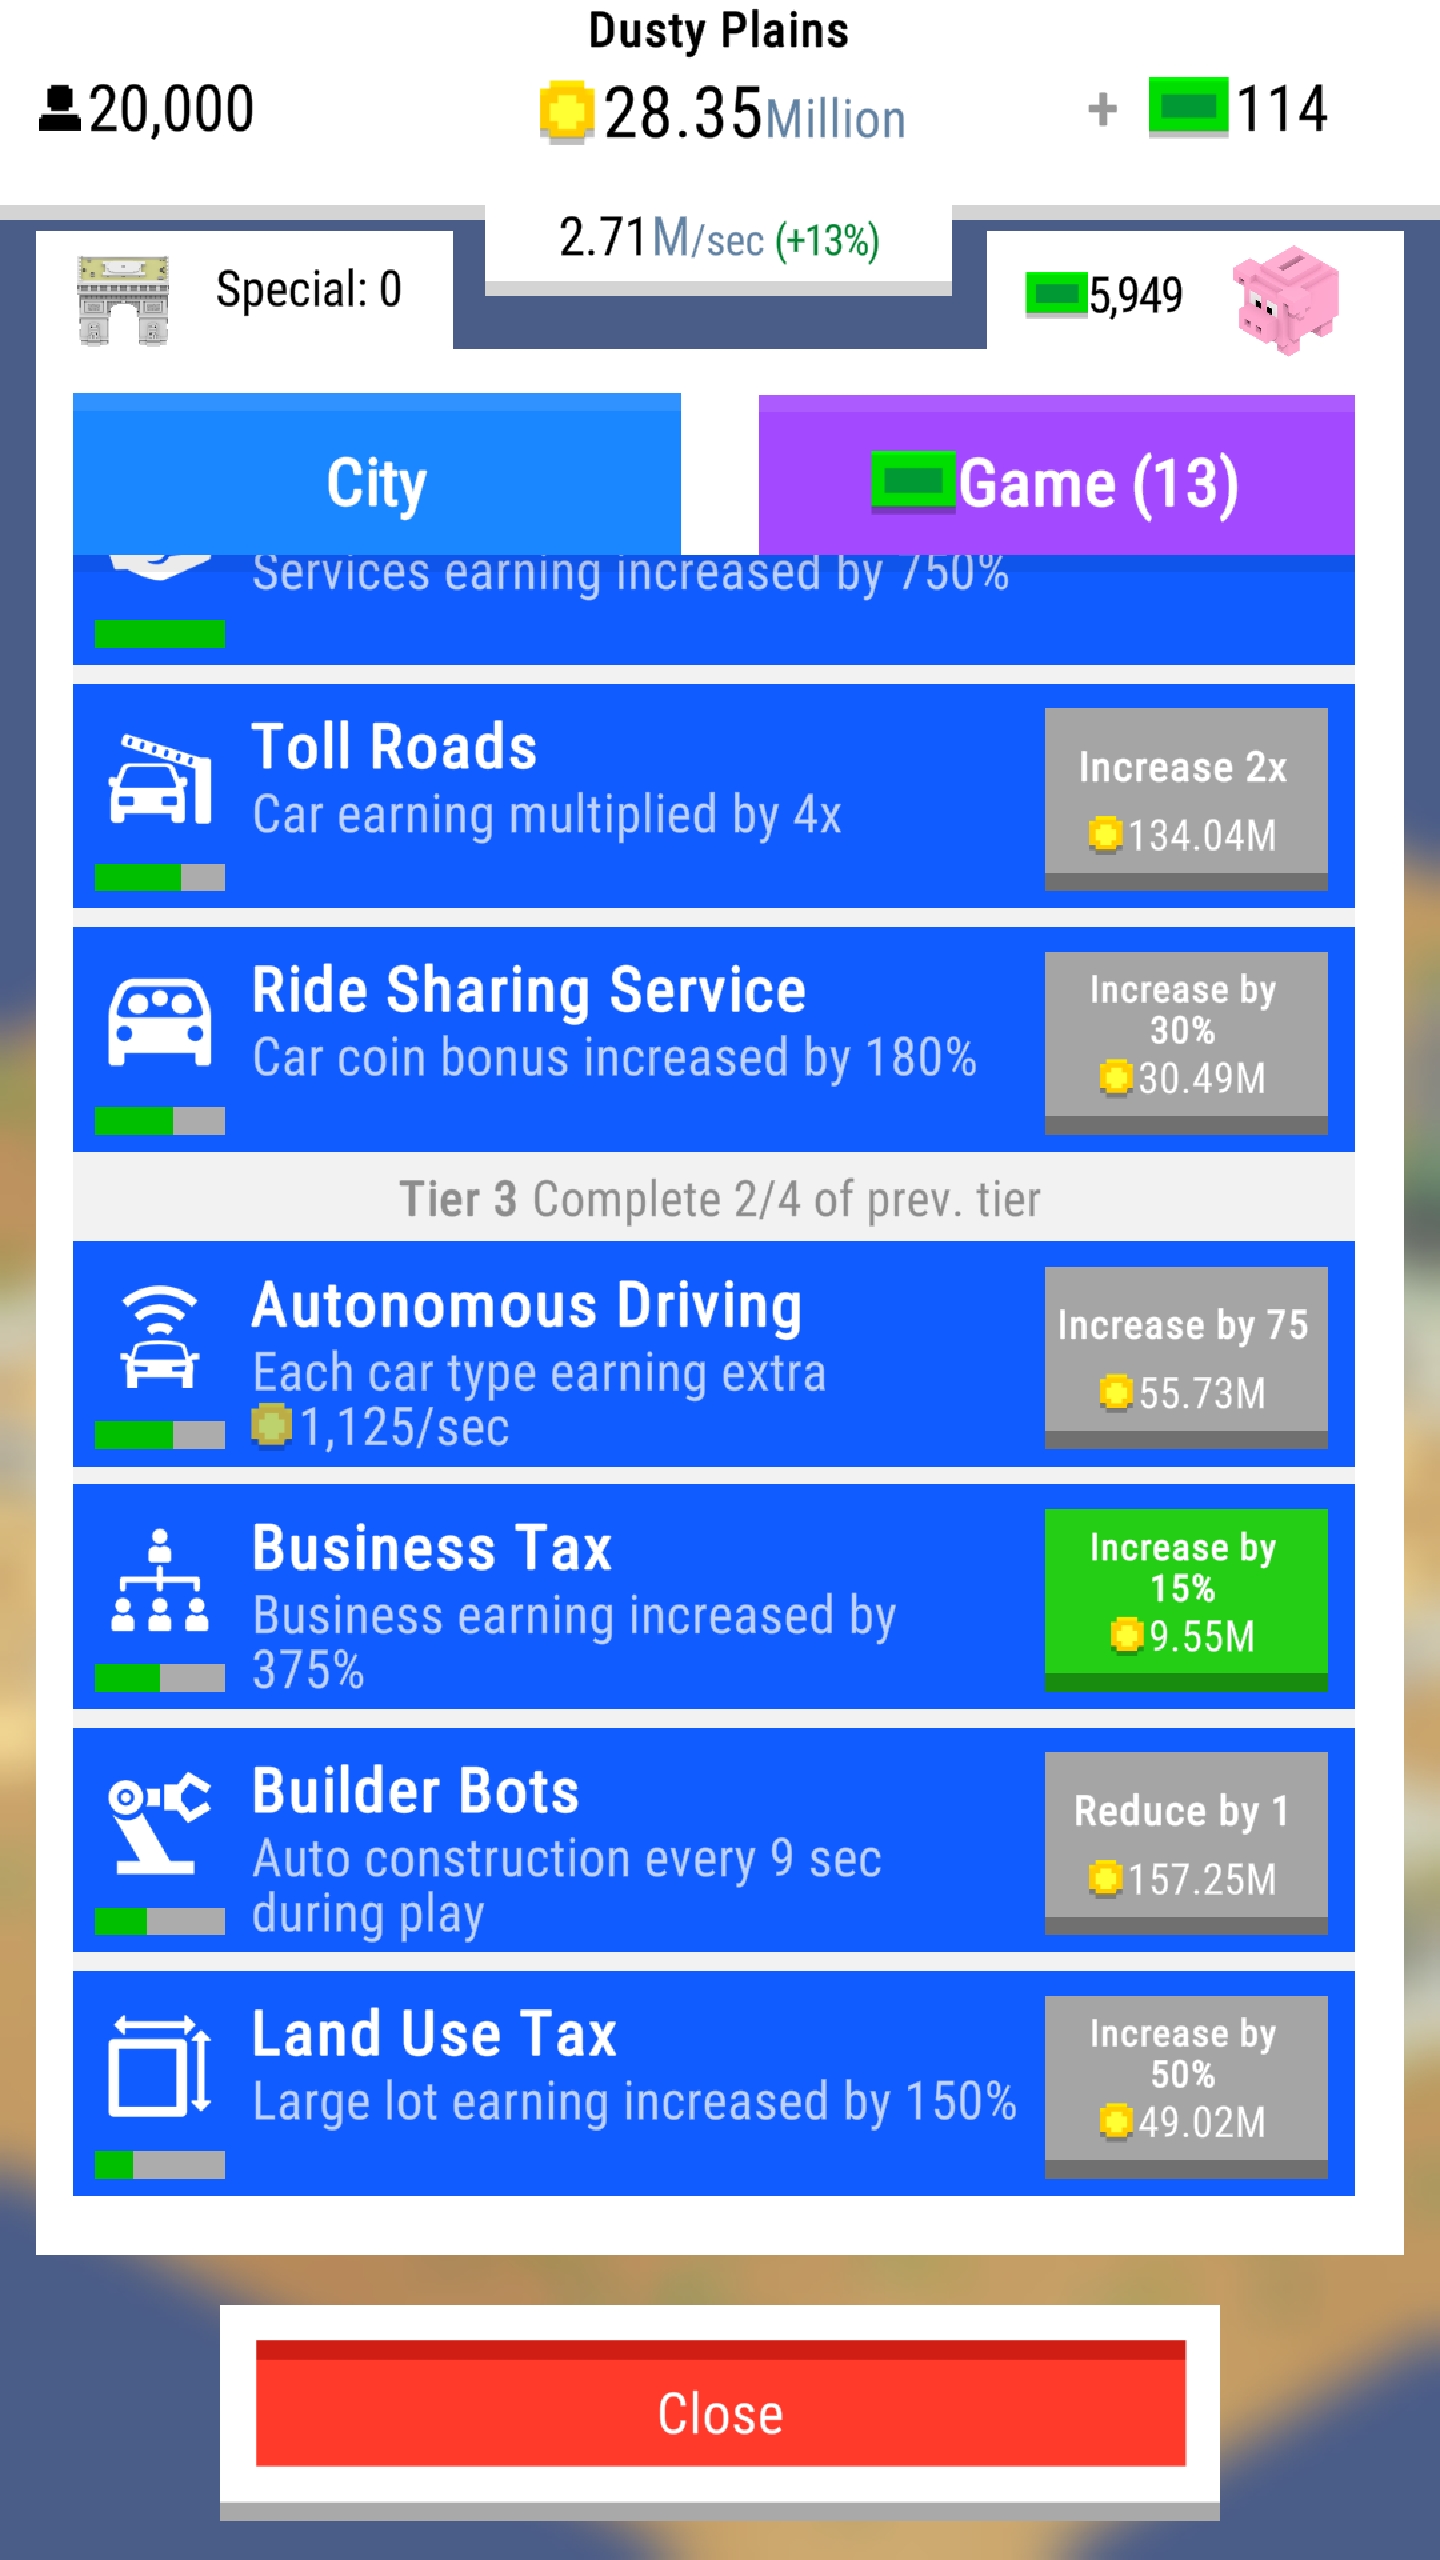 Dusty Plains
20,000
28.35Million
+ 114
2.71M/sec (+13%)
Special: 0
5,949
City
Game (13)
Services earning increased by 750%
Toll Roads
Car earning multiplied by 4x
Increase 2x
134.04M
Ride Sharing Service
Car coin bonus increased by 180%
Increase by
30%
30.49M
Tier 3 Complete 2/4 of prev. tier
Autonomous Driving
Each car type earning extra
1,125/sec
Increase by 75
55.73M
Business Tax
Business earning increased by
375%
Increase by
15%
9.55M
Builder Bots
Auto construction every 9 sec
during play
Reduce by 1
157.25M
Land Use Tax
Large lot earning increased by 150%
Increase by
50%
49.02M
Close